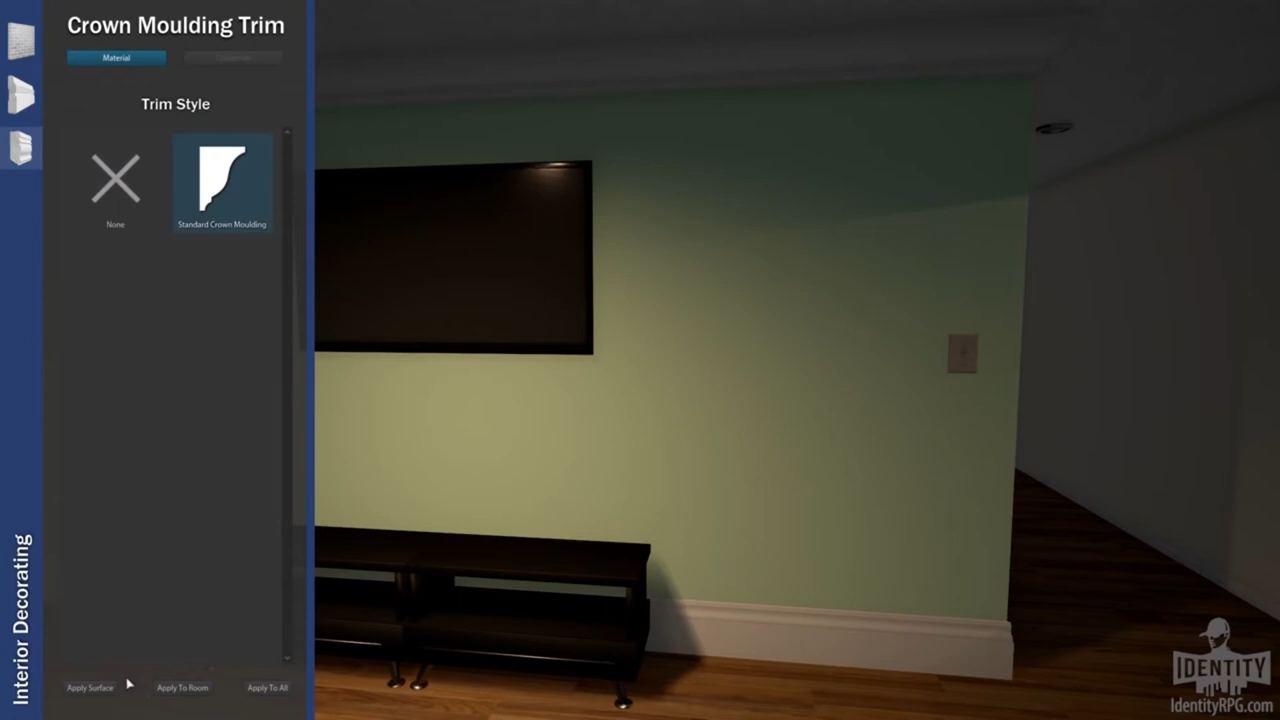 Crown Moulding Trim
Material
Trim Style
None
Standard Crown Moulding
Interior Decorating
Apply Surface
Apply To Room
Apply To All
IDENTITY
IdentityRPG.com